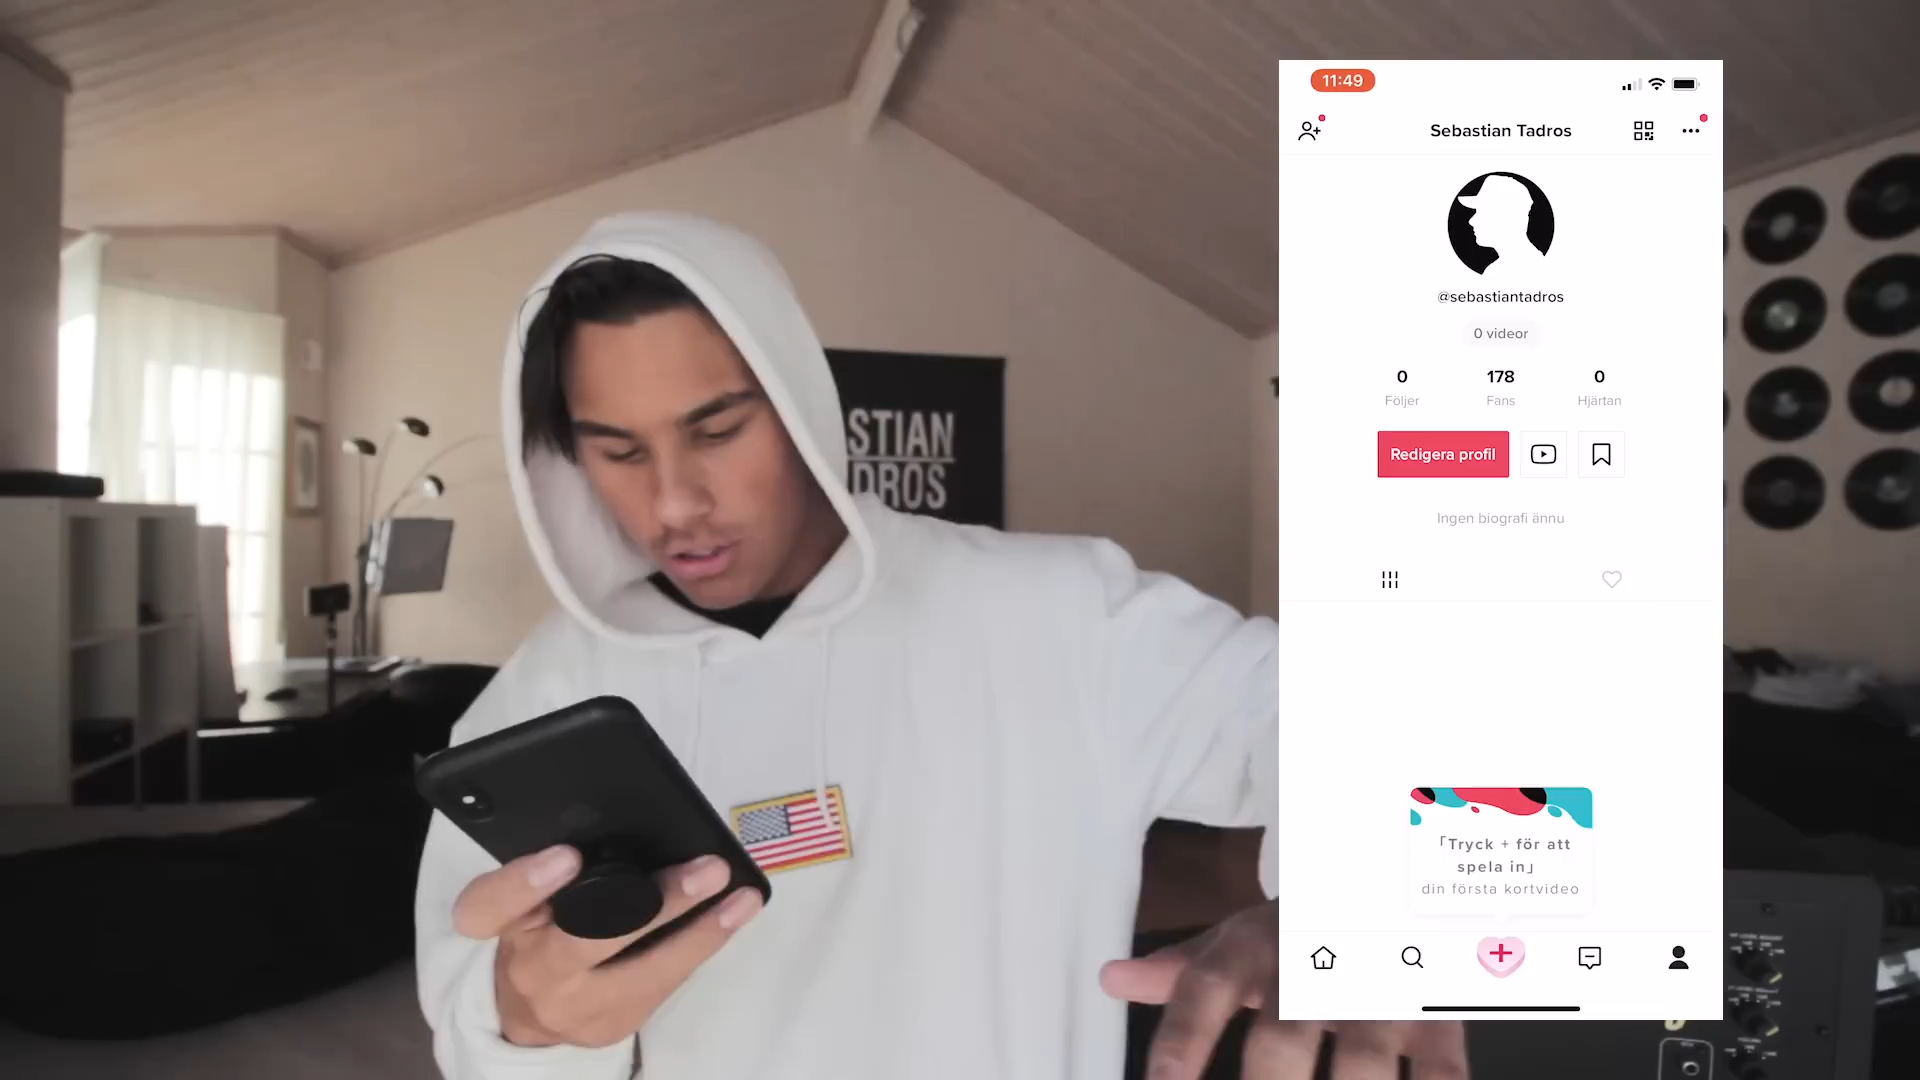 STIAN
DROS
11:49
Sebastian Tadros
@sebastiantadros
0 videor
0 178 0
Följer Fans Hjärtan
Redigera profil
Ingen biografi ännu
「Tryck + för att
spela in」
din första kortvideo